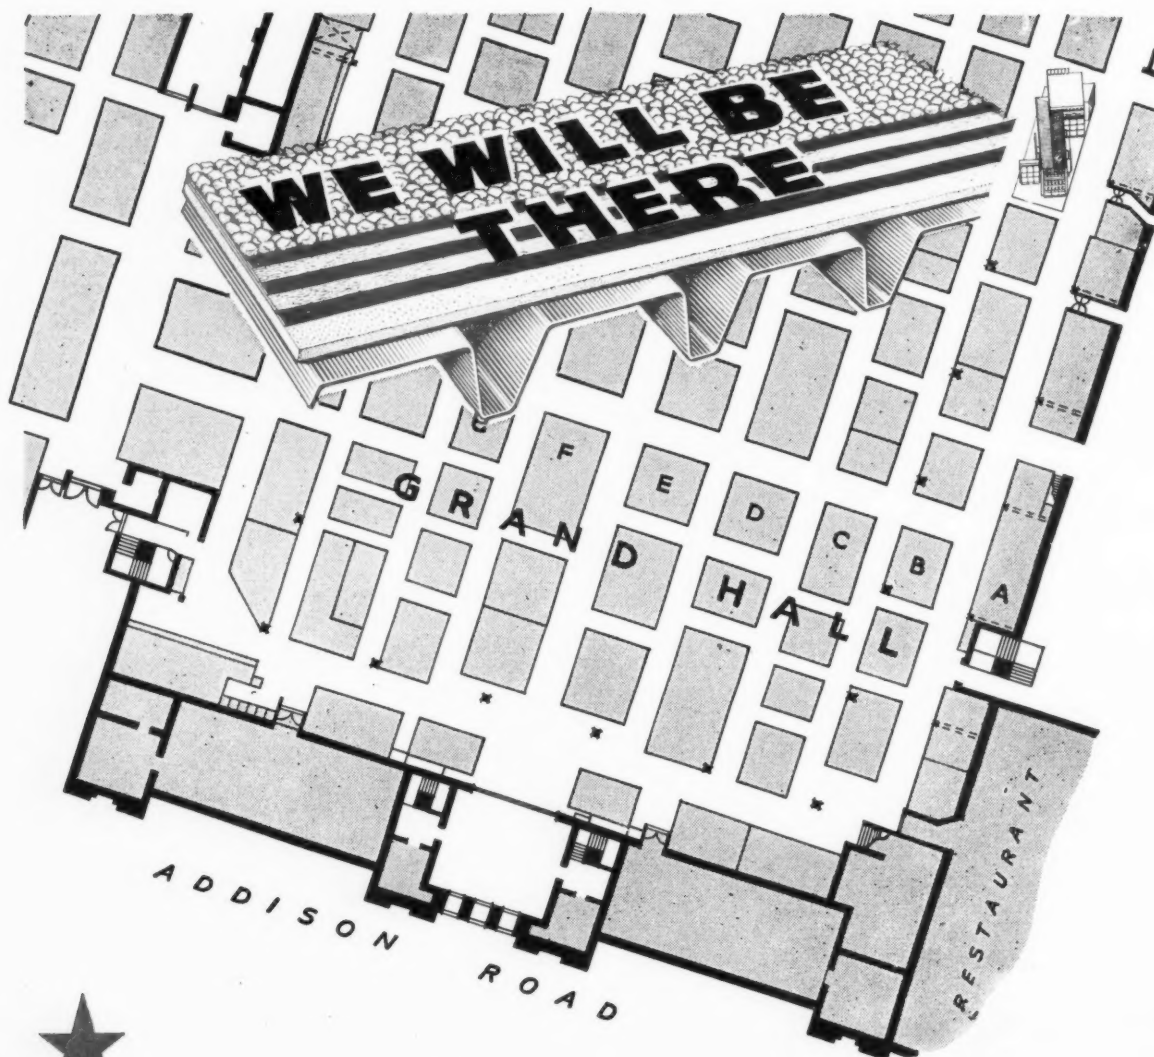 WE WILL BE
THERE
F
E
D
C
B
A
GRAND HALL
ADDISON ROAD
RESTAURANT